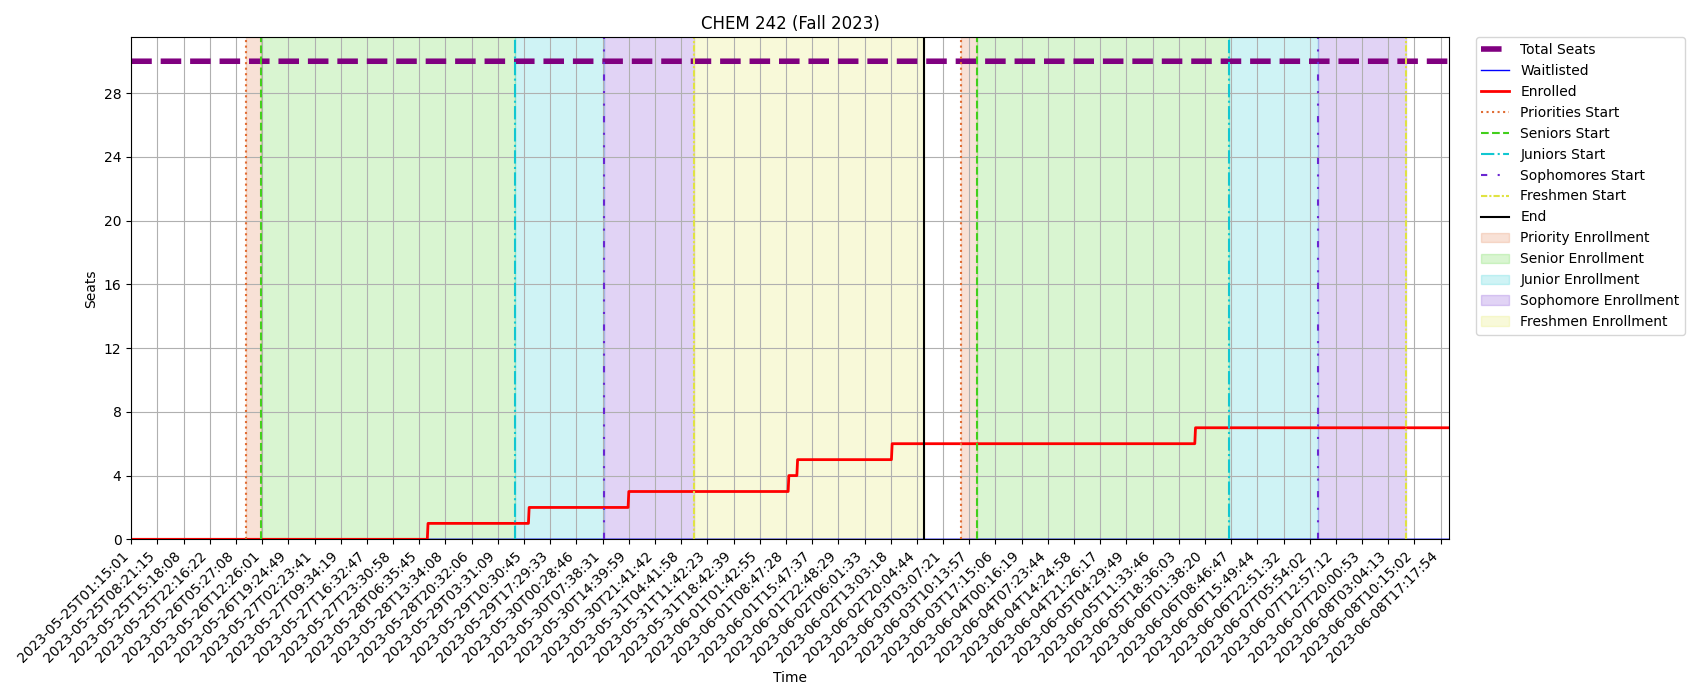 CHEM 242 (Fall 2023)
Total Seats
Waitlisted
Enrolled
Priorities Start
Seniors Start
Juniors Start
Sophomores Start
Freshmen Start
End
Priority Enrollment
Senior Enrollment
Junior Enrollment
Sophomore Enrollment
Freshmen Enrollment
Seats
28
24
20
16
12
8
4
0
2023-05-25T01:15:01
2023-05-25T08:21:15
2023-05-25T15:18:08
2023-05-25T22:16:22
2023-05-26T05:27:08
2023-05-26T12:26:01
2023-05-26T19:24:49
2023-05-27T02:23:41
2023-05-27T09:34:19
2023-05-27T16:32:47
2023-05-27T23:30:58
2023-05-28T06:35:45
2023-05-28T13:34:08
2023-05-28T20:32:06
2023-05-29T03:31:09
2023-05-29T10:30:45
2023-05-29T17:29:33
2023-05-30T00:28:46
2023-05-30T07:38:31
2023-05-30T14:39:59
2023-05-30T21:41:42
2023-05-31T04:41:58
2023-05-31T11:42:23
2023-05-31T18:42:39
2023-06-01T01:42:55
2023-06-01T08:47:28
2023-06-01T15:47:37
2023-06-01T22:48:29
2023-06-02T06:01:33
2023-06-02T13:03:18
2023-06-02T20:04:44
2023-06-03T03:07:21
2023-06-03T10:13:57
2023-06-03T17:15:06
2023-06-04T00:16:19
2023-06-04T07:23:44
2023-06-04T14:24:58
2023-06-04T21:26:17
2023-06-05T04:29:49
2023-06-05T11:33:46
2023-06-05T18:36:03
2023-06-06T01:38:20
2023-06-06T08:46:47
2023-06-06T15:49:44
2023-06-06T22:51:32
2023-06-07T05:54:02
2023-06-07T12:57:12
2023-06-07T20:00:53
2023-06-08T03:04:13
2023-06-08T10:15:02
2023-06-08T17:17:54
Time